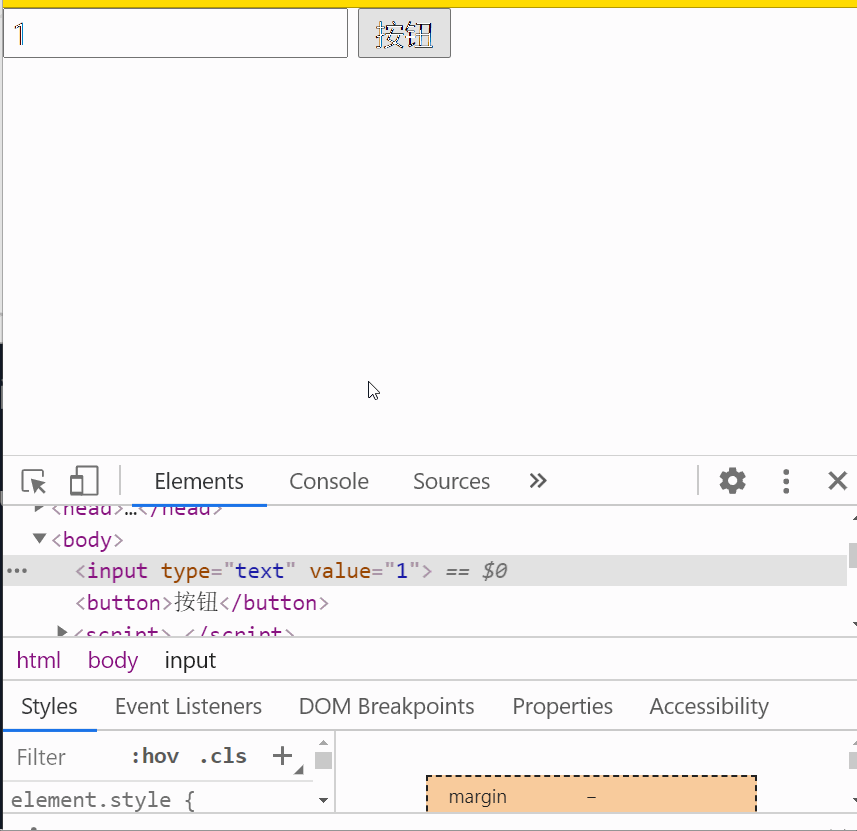 1 按钮
Elements Console Sources »
<head>…</head>
<body>
••• <input type="text" value="1"> == $0
<button>按钮</button>
<script>…</script>
html body input
Styles Event Listeners DOM Breakpoints Properties Accessibility
Filter :hov .cls +
element.style {
margin –